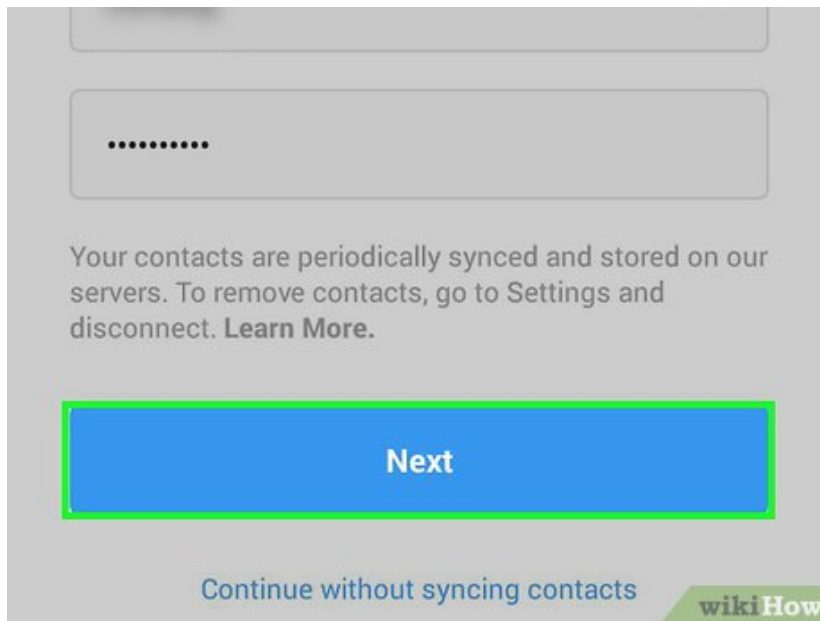 ••••••••••
Your contacts are periodically synced and stored on our
servers. To remove contacts, go to Settings and
disconnect. Learn More.
Next
Continue without syncing contacts
wikiHow